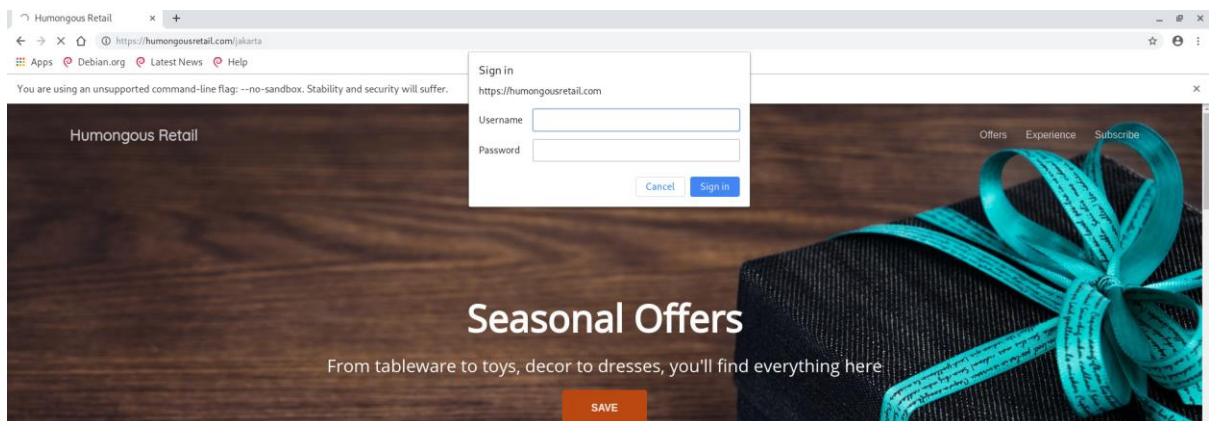 Humongous Retail
https://humongousretail.com/jakarta
Apps Debian.org Latest News Help
You are using an unsupported command-line flag: --no-sandbox. Stability and security will suffer.
Sign in
https://humongousretail.com
Username
Password
Cancel Sign in
Humongous Retail
Offers Experience Subscribe
Seasonal Offers
From tableware to toys, decor to dresses, you'll find everything here
SAVE